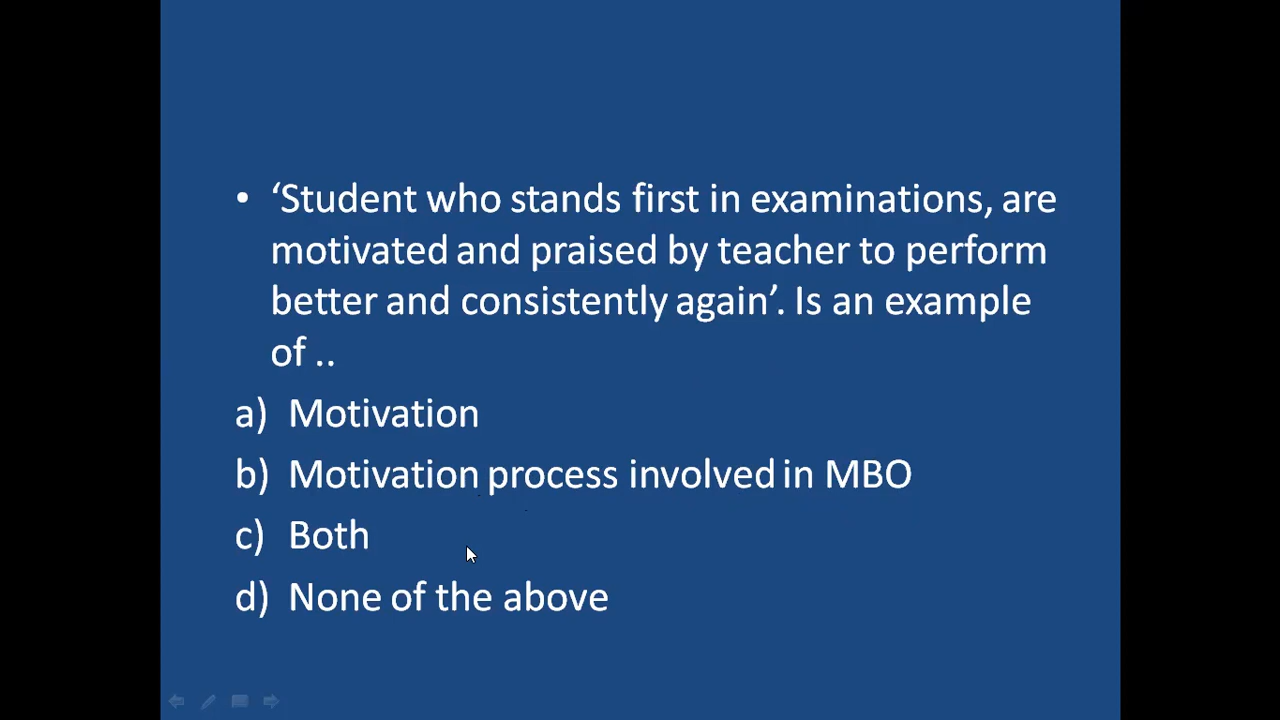 • ‘Student who stands first in examinations, are
motivated and praised by teacher to perform
better and consistently again’. Is an example
of ..
a) Motivation
b) Motivation process involved in MBO
c) Both
d) None of the above